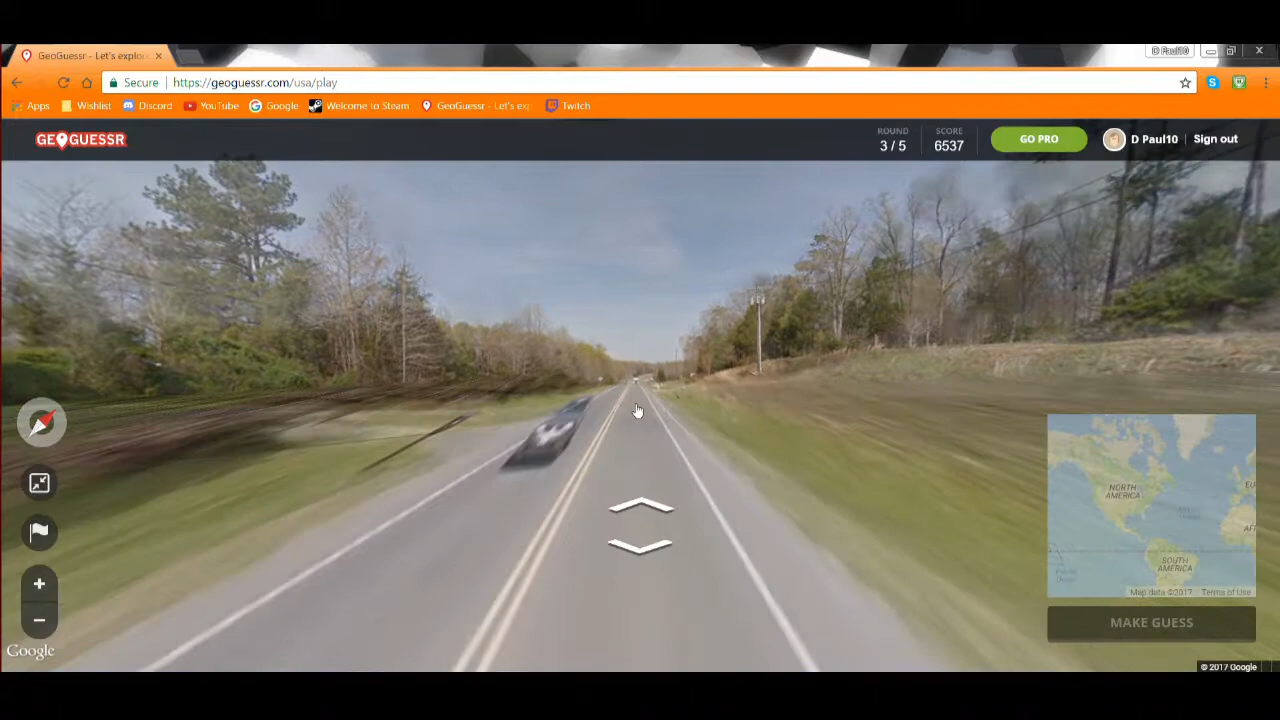 GeoGuessr - Let's explor
D Paul10
Secure
https://geoguessr.com/usa/play
Apps
Wishlist
Discord
YouTube
Google
Welcome to Steam
GeoGuessr - Let's exp
Twitch
GEOGUESSR
ROUND
3 / 5
SCORE
6537
GO PRO
D Paul10
Sign out
NORTH
AMERICA
SOUTH
AMERICA
EU
AF
Map data ©2017
Terms of Use
MAKE GUESS
Google
© 2017 Google